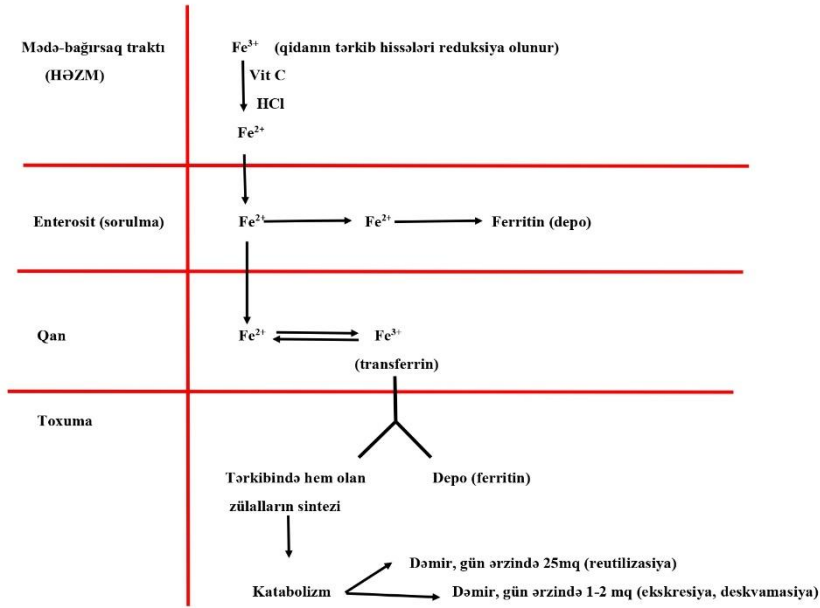 Mədə-bağırsaq traktı
(HƏZM)
Fe³⁺ (qidanın tərkib hissələri reduksiya olunur)
Vit C
HCl
Fe²⁺
Enterosit (sorulma)
Fe²⁺
Fe²⁺
Ferritin (depo)
Qan
Fe²⁺
Fe³⁺
(transferrin)
Toxuma
Tərkibində hem olan
zülalların sintezi
Depo (ferritin)
Katabolizm
Dəmir, gün ərzində 25mq (reutilizasiya)
Dəmir, gün ərzində 1-2 mq (ekskresiya, deskvamasiya)